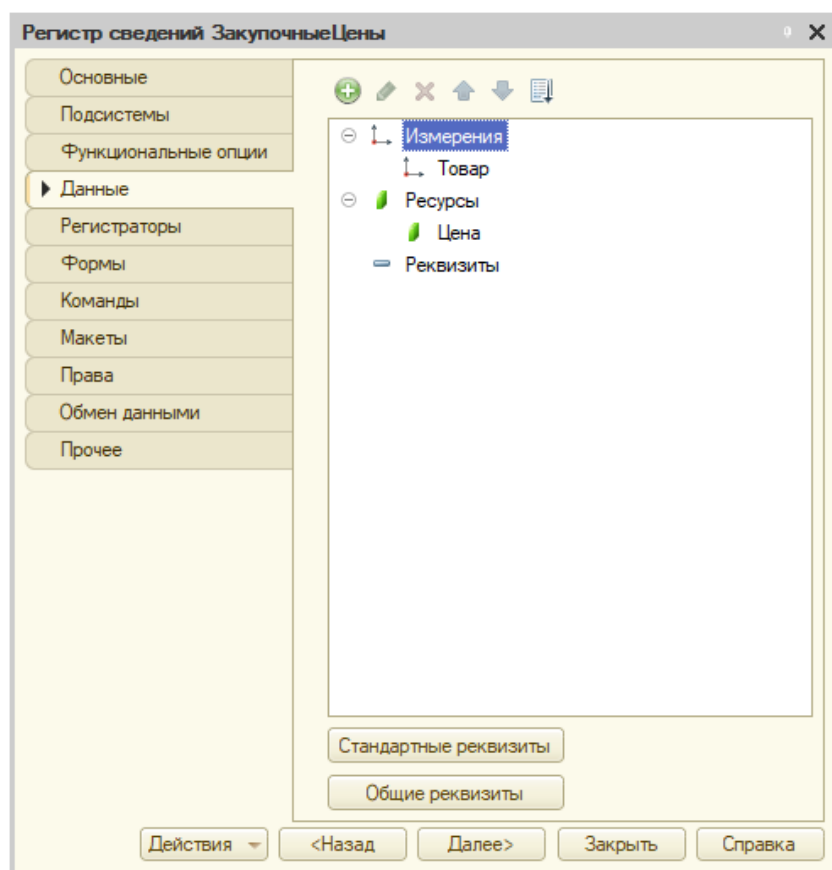 Регистр сведений ЗакупочныеЦены
Основные
Подсистемы
Функциональные опции
Данные
Регистраторы
Формы
Команды
Макеты
Права
Обмен данными
Прочее
Измерения
Товар
Ресурсы
Цена
Реквизиты
Стандартные реквизиты
Общие реквизиты
Действия <Назад Далее> Закрыть Справка